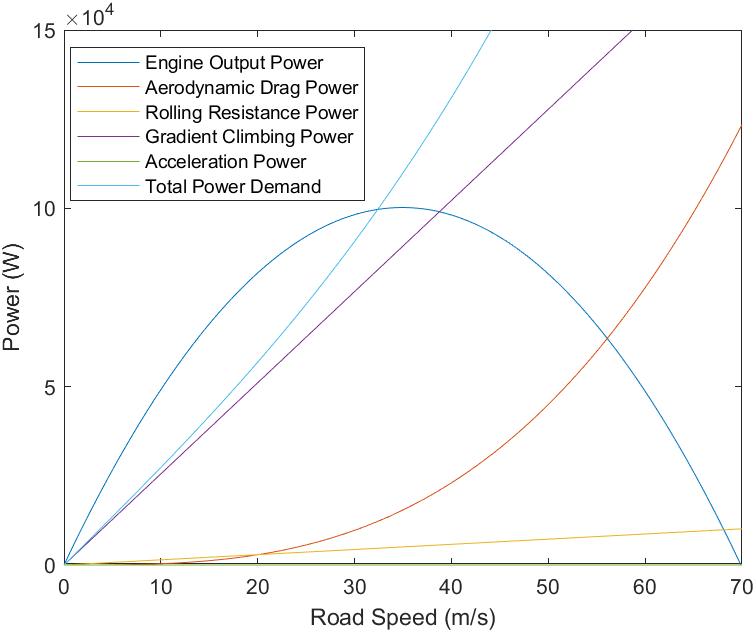 ×10⁴
15
Engine Output Power
Aerodynamic Drag Power
Rolling Resistance Power
Gradient Climbing Power
Acceleration Power
Total Power Demand
10
Power (W)
5
0
0 10 20 30 40 50 60 70
Road Speed (m/s)